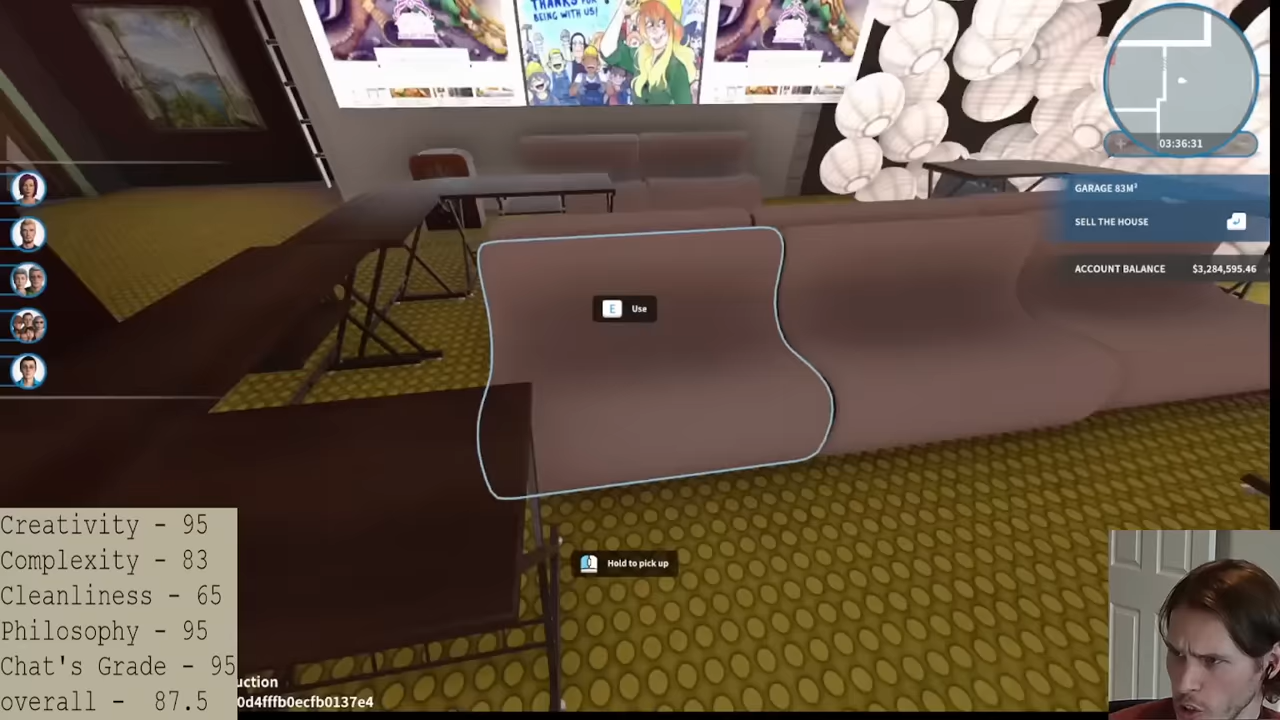 THANKS FOR
BEING WITH US!
03:36:31
GARAGE 83M²
SELL THE HOUSE
ACCOUNT BALANCE $3,284,595.46
E Use
Hold to pick up
Creativity - 95
Complexity - 83
Cleanliness - 65
Philosophy - 95
Chat's Grade - 95
overall - 87.5
uction
0d4fffb0ecfb0137e4